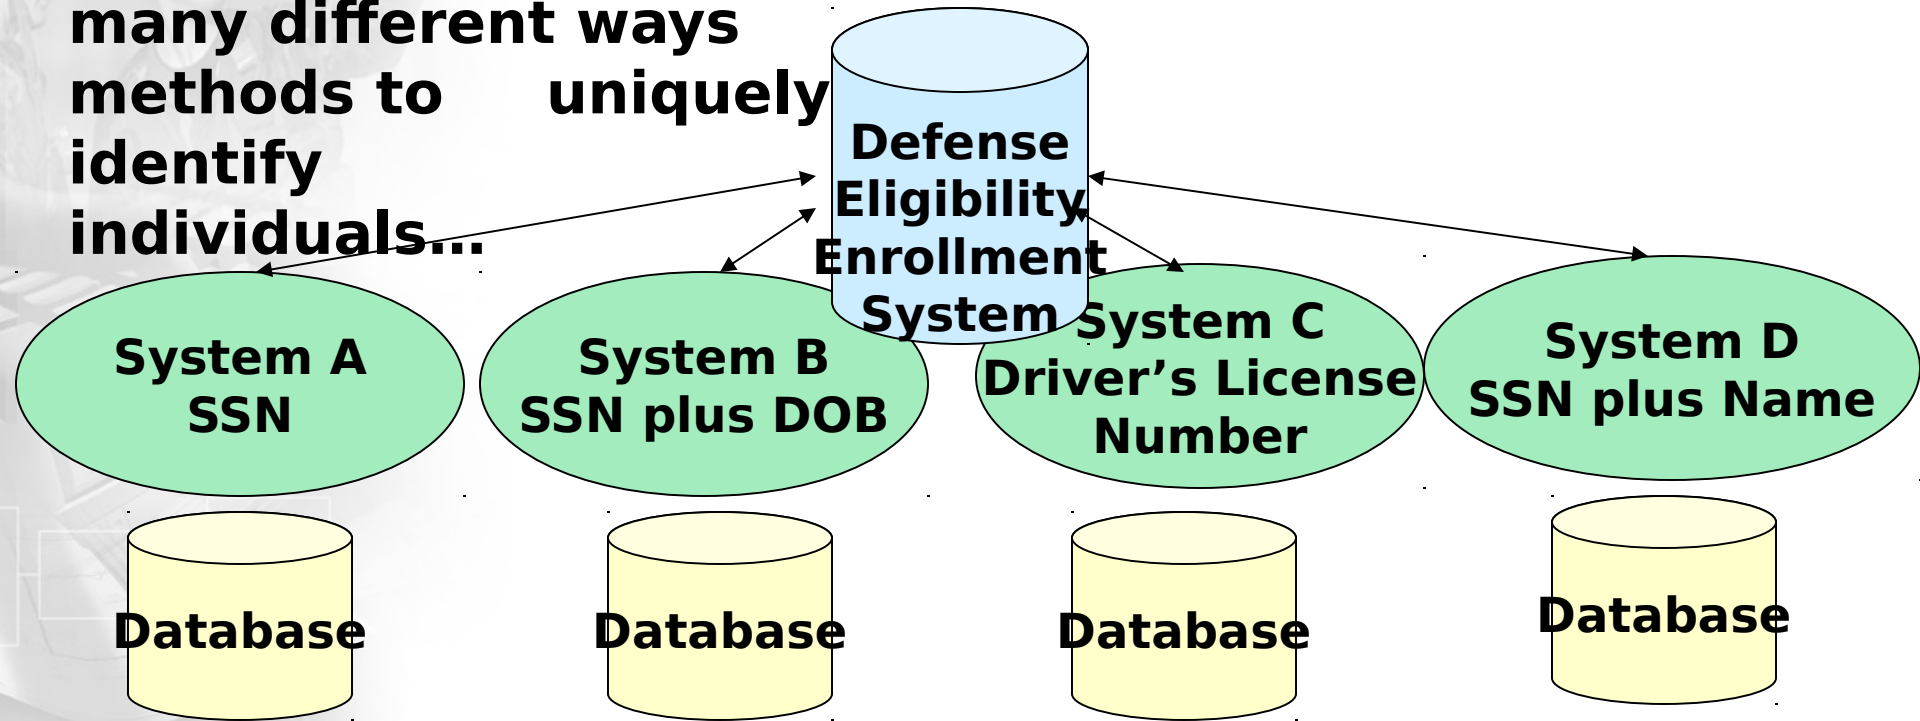 many different ways
methods to uniquely
identify
individuals…
Defense
Eligibility
Enrollment
System
System A
SSN
System B
SSN plus DOB
System C
Driver’s License
Number
System D
SSN plus Name
Database
Database
Database
Database